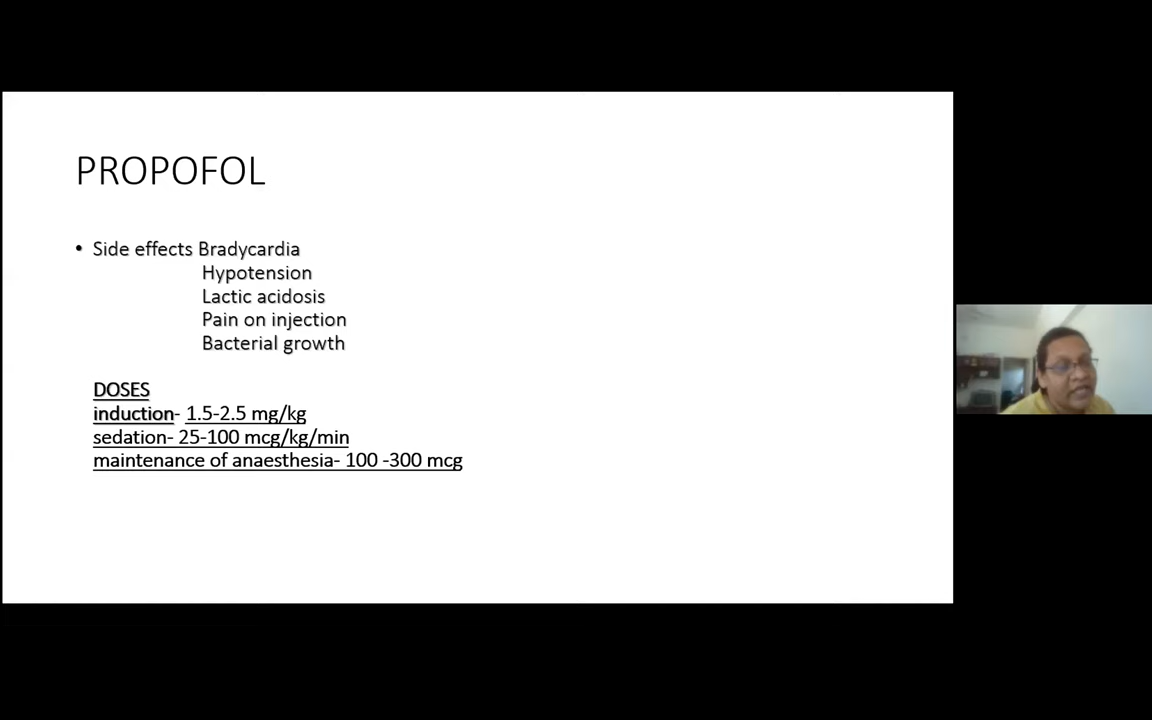 PROPOFOL
• Side effects Bradycardia
Hypotension
Lactic acidosis
Pain on injection
Bacterial growth
DOSES
induction- 1.5-2.5 mg/kg
sedation- 25-100 mcg/kg/min
maintenance of anaesthesia- 100 -300 mcg